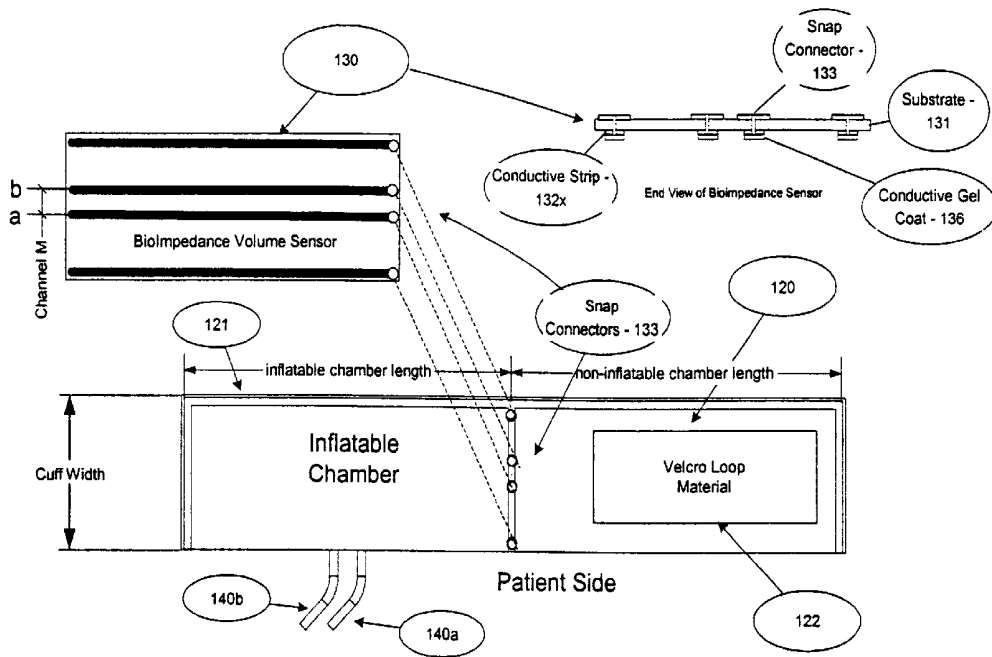 130
Snap
Connector -
133
Substrate -
131
Conductive Strip -
132x
End View of Bioimpedance Sensor
Conductive Gel
Coat - 136
b
a
Channel M
BioImpedance Volume Sensor
Snap
Connectors - 133
120
121
inflatable chamber length
non-inflatable chamber length
Cuff Width
Inflatable
Chamber
Velcro Loop
Material
Patient Side
140b
140a
122